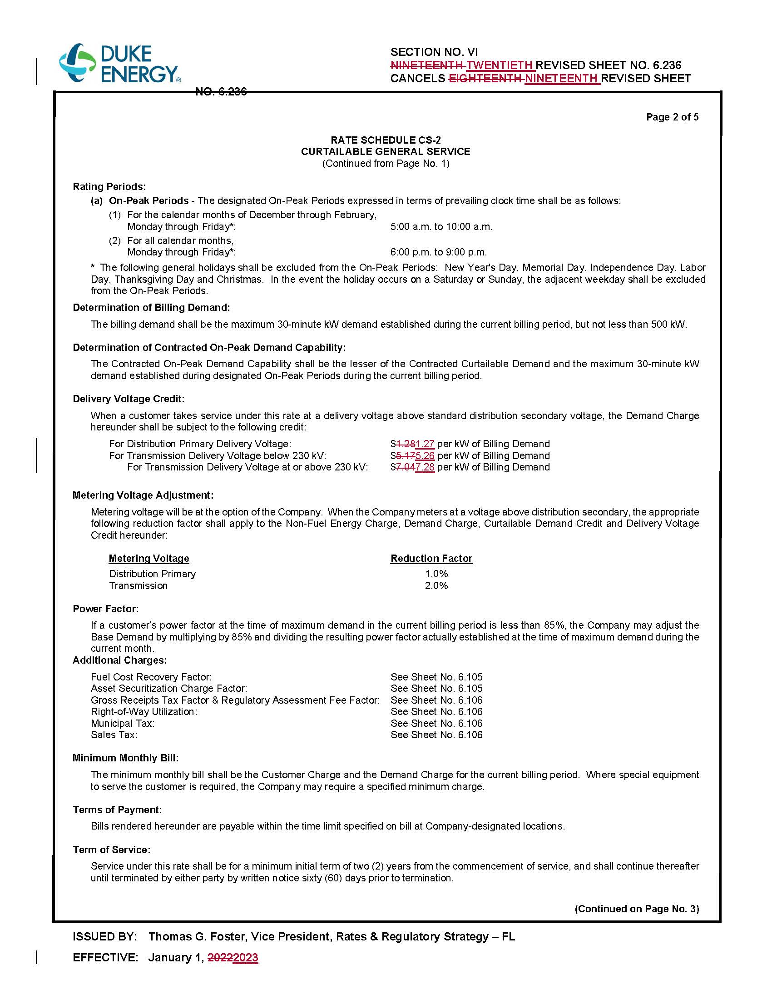 DUKE
ENERGY®
SECTION NO. VI
NINETEENTH TWENTIETH REVISED SHEET NO. 6.236
CANCELS EIGHTEENTH NINETEENTH REVISED SHEET
NO. 6.236
Page 2 of 5
RATE SCHEDULE CS-2
CURTAILABLE GENERAL SERVICE
(Continued from Page No. 1)
Rating Periods:
(a) On-Peak Periods - The designated On-Peak Periods expressed in terms of prevailing clock time shall be as follows:
(1) For the calendar months of December through February,
Monday through Friday*: 5:00 a.m. to 10:00 a.m.
(2) For all calendar months,
Monday through Friday*: 6:00 p.m. to 9:00 p.m.
* The following general holidays shall be excluded from the On-Peak Periods: New Year's Day, Memorial Day, Independence Day, Labor
Day, Thanksgiving Day and Christmas. In the event the holiday occurs on a Saturday or Sunday, the adjacent weekday shall be excluded
from the On-Peak Periods.
Determination of Billing Demand:
The billing demand shall be the maximum 30-minute kW demand established during the current billing period, but not less than 500 kW.
Determination of Contracted On-Peak Demand Capability:
The Contracted On-Peak Demand Capability shall be the lesser of the Contracted Curtailable Demand and the maximum 30-minute kW
demand established during designated On-Peak Periods during the current billing period.
Delivery Voltage Credit:
When a customer takes service under this rate at a delivery voltage above standard distribution secondary voltage, the Demand Charge
hereunder shall be subject to the following credit:
For Distribution Primary Delivery Voltage: $1.281.27 per kW of Billing Demand
For Transmission Delivery Voltage below 230 kV: $5.175.26 per kW of Billing Demand
For Transmission Delivery Voltage at or above 230 kV: $7.047.28 per kW of Billing Demand
Metering Voltage Adjustment:
Metering voltage will be at the option of the Company. When the Company meters at a voltage above distribution secondary, the appropriate
following reduction factor shall apply to the Non-Fuel Energy Charge, Demand Charge, Curtailable Demand Credit and Delivery Voltage
Credit hereunder:
Metering Voltage Reduction Factor
Distribution Primary 1.0%
Transmission 2.0%
Power Factor:
If a customer’s power factor at the time of maximum demand in the current billing period is less than 85%, the Company may adjust the
Base Demand by multiplying by 85% and dividing the resulting power factor actually established at the time of maximum demand during the
current month.
Additional Charges:
Fuel Cost Recovery Factor: See Sheet No. 6.105
Asset Securitization Charge Factor: See Sheet No. 6.105
Gross Receipts Tax Factor & Regulatory Assessment Fee Factor: See Sheet No. 6.106
Right-of-Way Utilization: See Sheet No. 6.106
Municipal Tax: See Sheet No. 6.106
Sales Tax: See Sheet No. 6.106
Minimum Monthly Bill:
The minimum monthly bill shall be the Customer Charge and the Demand Charge for the current billing period. Where special equipment
to serve the customer is required, the Company may require a specified minimum charge.
Terms of Payment:
Bills rendered hereunder are payable within the time limit specified on bill at Company-designated locations.
Term of Service:
Service under this rate shall be for a minimum initial term of two (2) years from the commencement of service, and shall continue thereafter
until terminated by either party by written notice sixty (60) days prior to termination.
(Continued on Page No. 3)
ISSUED BY: Thomas G. Foster, Vice President, Rates & Regulatory Strategy – FL
EFFECTIVE: January 1, 20222023